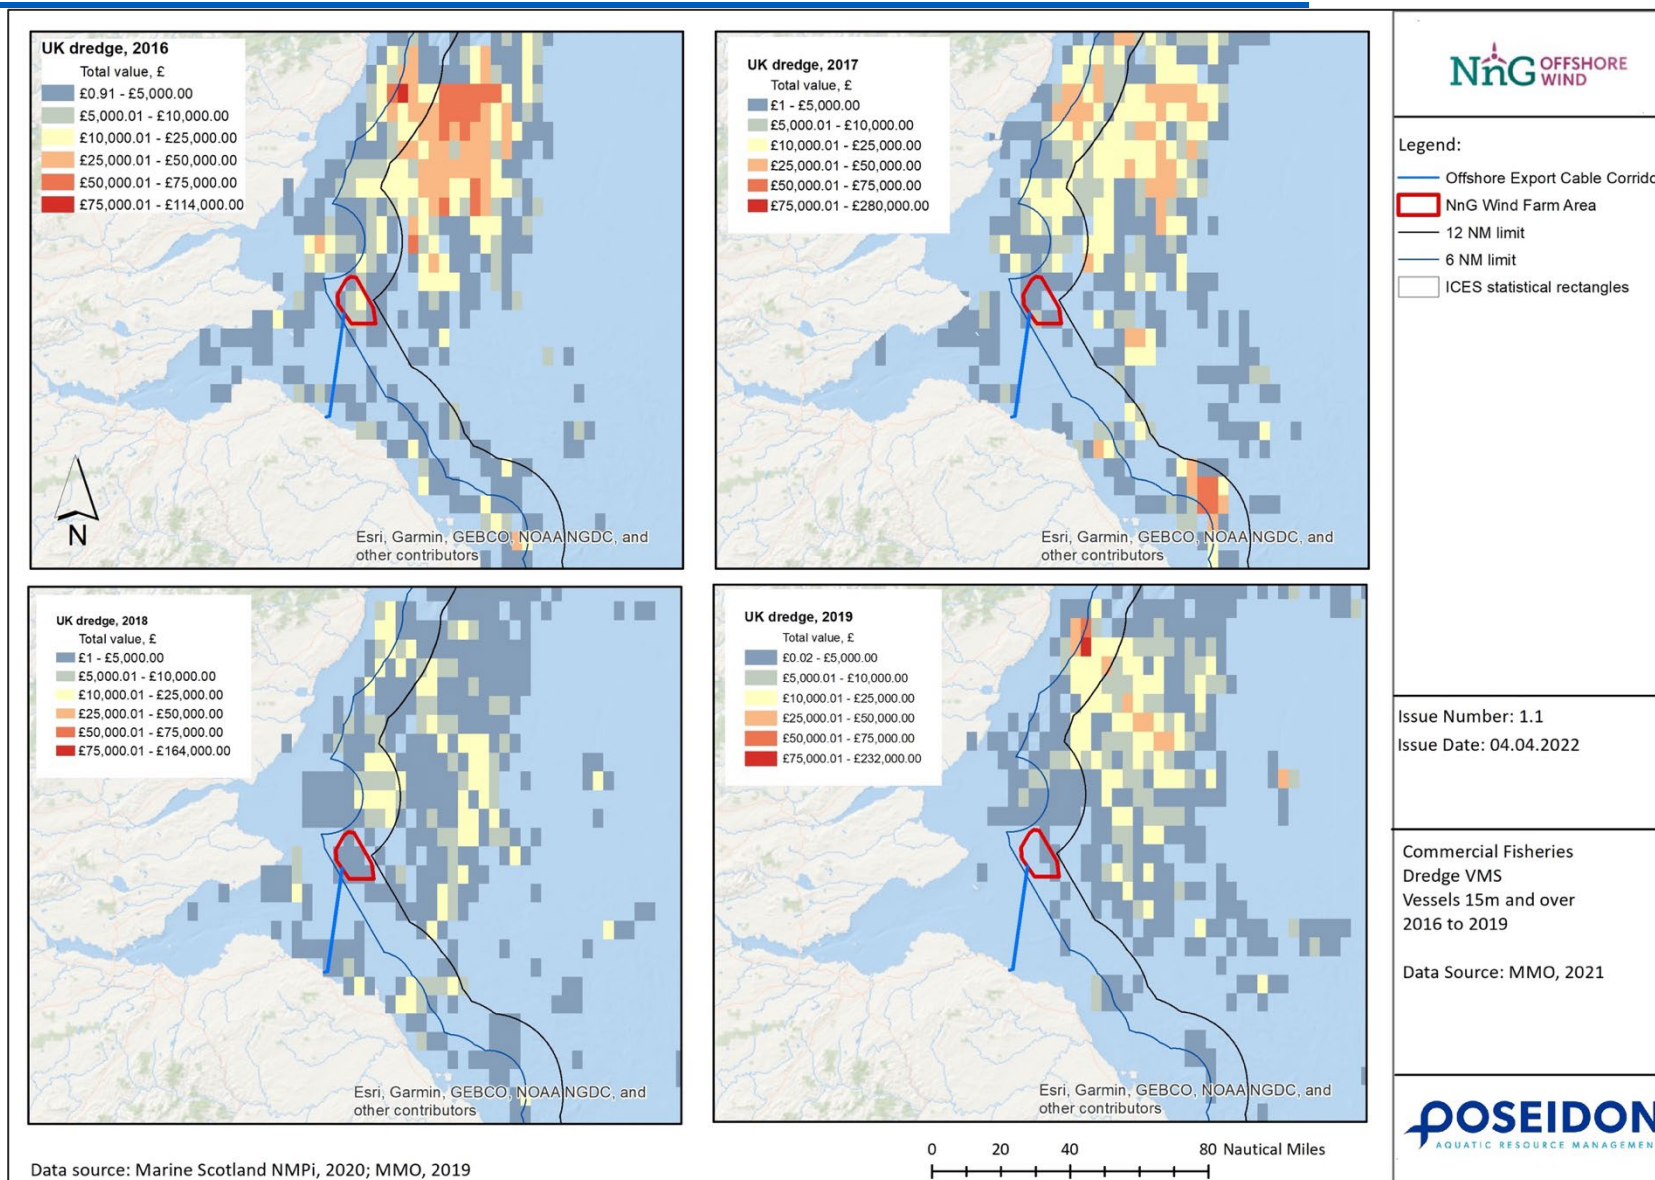 UK dredge, 2016
Total value, £
£0.91 - £5,000.00
£5,000.01 - £10,000.00
£10,000.01 - £25,000.00
£25,000.01 - £50,000.00
£50,000.01 - £75,000.00
£75,000.01 - £114,000.00
N
Esri, Garmin, GEBCO, NOAA NGDC, and
other contributors
UK dredge, 2017
Total value, £
£1 - £5,000.00
£5,000.01 - £10,000.00
£10,000.01 - £25,000.00
£25,000.01 - £50,000.00
£50,000.01 - £75,000.00
£75,000.01 - £280,000.00
Esri, Garmin, GEBCO, NOAA NGDC, and
other contributors
UK dredge, 2018
Total value, £
£1 - £5,000.00
£5,000.01 - £10,000.00
£10,000.01 - £25,000.00
£25,000.01 - £50,000.00
£50,000.01 - £75,000.00
£75,000.01 - £164,000.00
Esri, Garmin, GEBCO, NOAA NGDC, and
other contributors
UK dredge, 2019
Total value, £
£0.02 - £5,000.00
£5,000.01 - £10,000.00
£10,000.01 - £25,000.00
£25,000.01 - £50,000.00
£50,000.01 - £75,000.00
£75,000.01 - £232,000.00
Esri, Garmin, GEBCO, NOAA NGDC, and
other contributors
Data source: Marine Scotland NMPi, 2020; MMO, 2019
0 20 40 80 Nautical Miles
NnG OFFSHORE
WIND
Legend:
Offshore Export Cable Corrido
NnG Wind Farm Area
12 NM limit
6 NM limit
ICES statistical rectangles
Issue Number: 1.1
Issue Date: 04.04.2022
Commercial Fisheries
Dredge VMS
Vessels 15m and over
2016 to 2019
Data Source: MMO, 2021
POSEIDON
AQUATIC RESOURCE MANAGEMEN